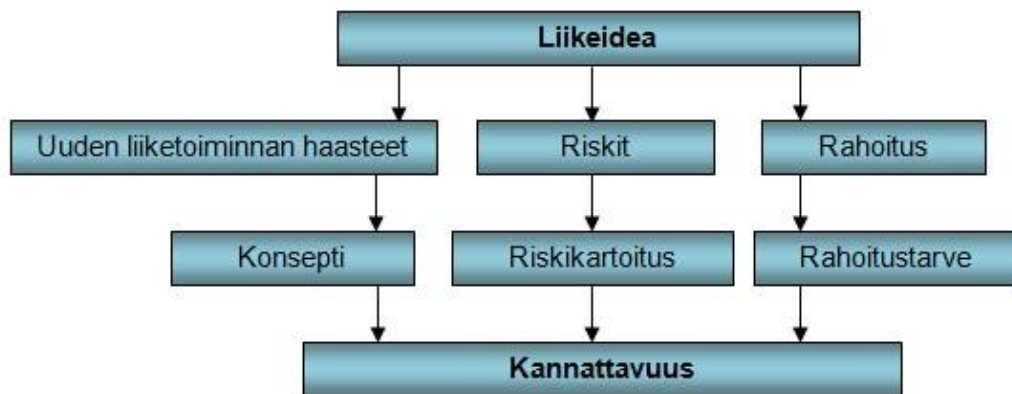 Liikeidea
Uuden liiketoiminnan haasteet
Riskit
Rahoitus
Konsepti
Riskikartoitus
Rahoitustarve
Kannattavuus